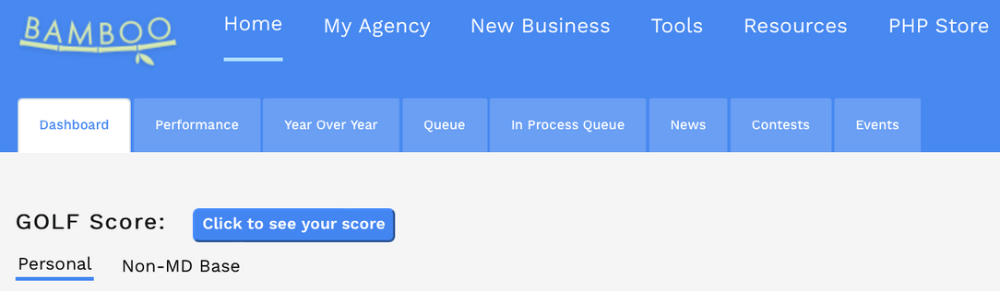 BAMBOO Home My Agency New Business Tools Resources PHP Store
Dashboard Performance Year Over Year Queue In Process Queue News Contests Events
GOLF Score: Click to see your score
Personal Non-MD Base